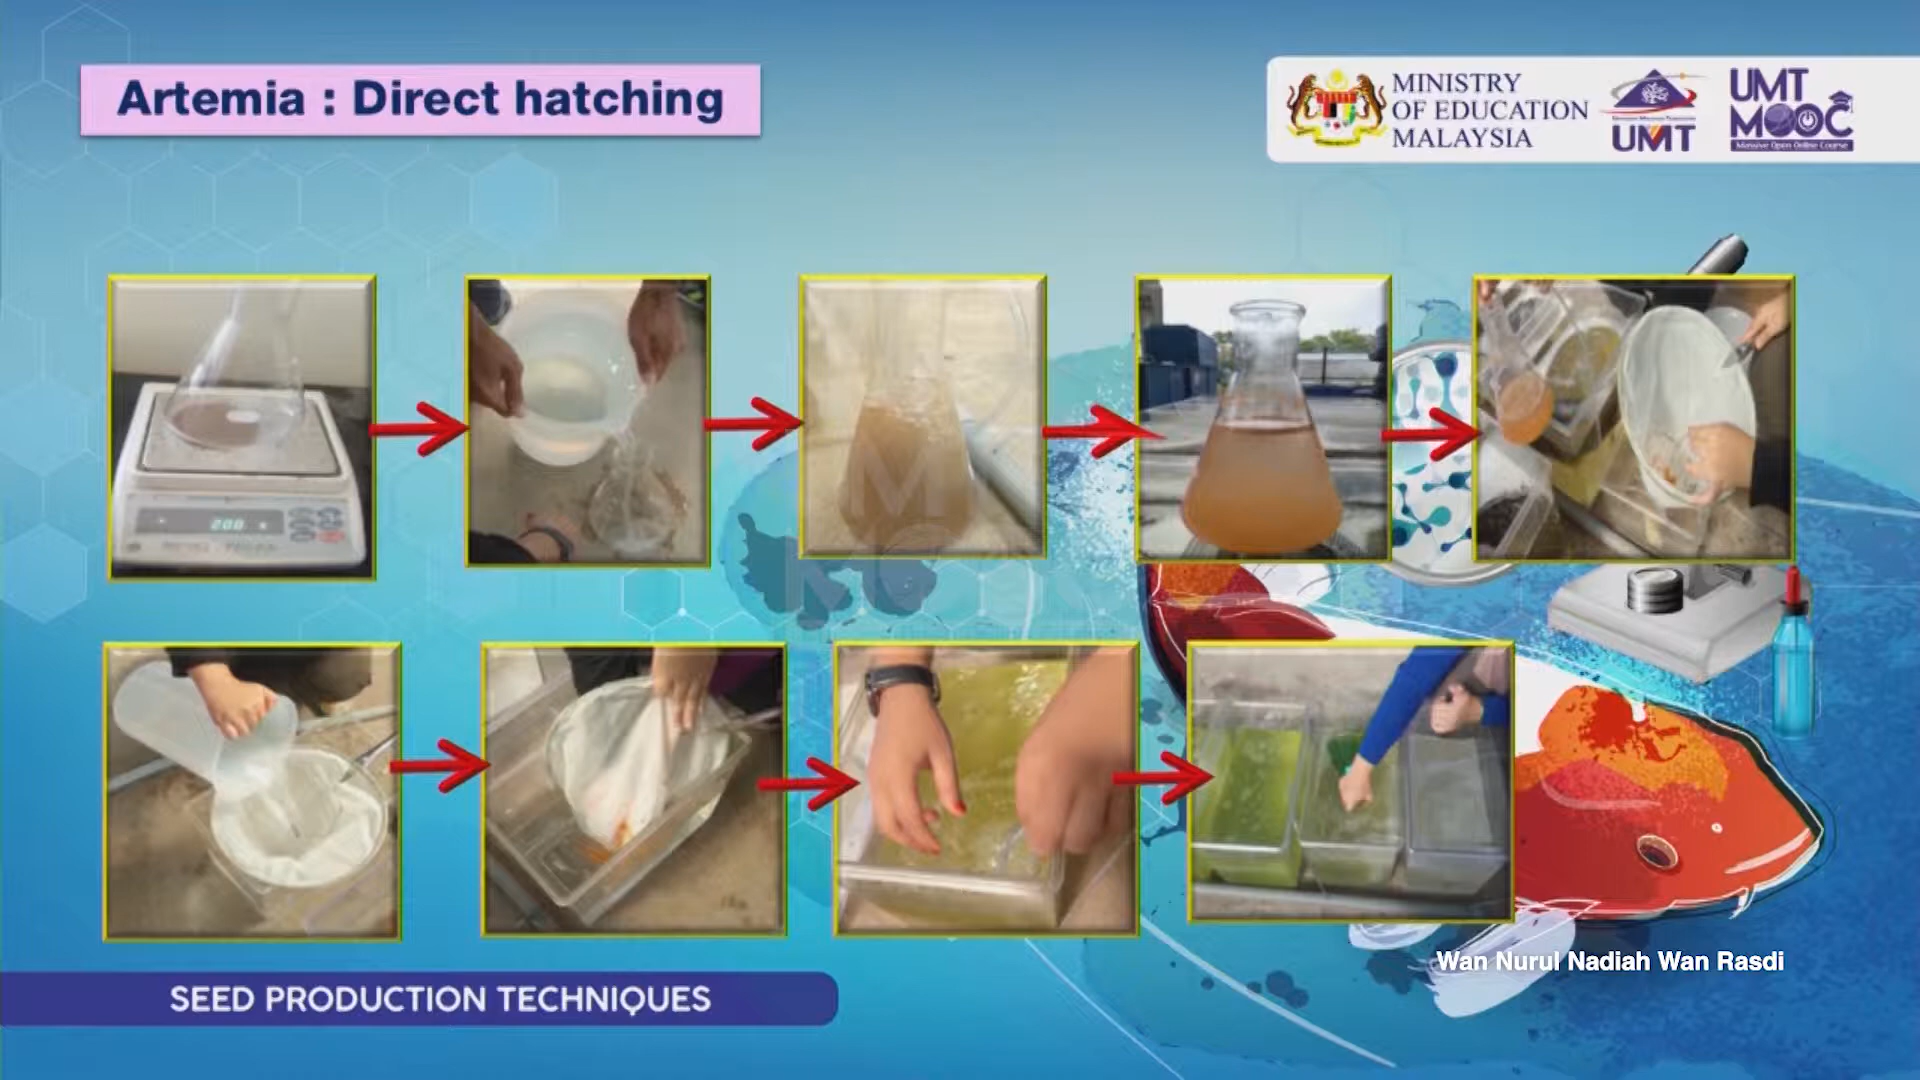 Artemia : Direct hatching
MINISTRY
OF EDUCATION
MALAYSIA
UMT
UMT
MOOC
Massive Open Online Course
Wan Nurul Nadiah Wan Rasdi
SEED PRODUCTION TECHNIQUES